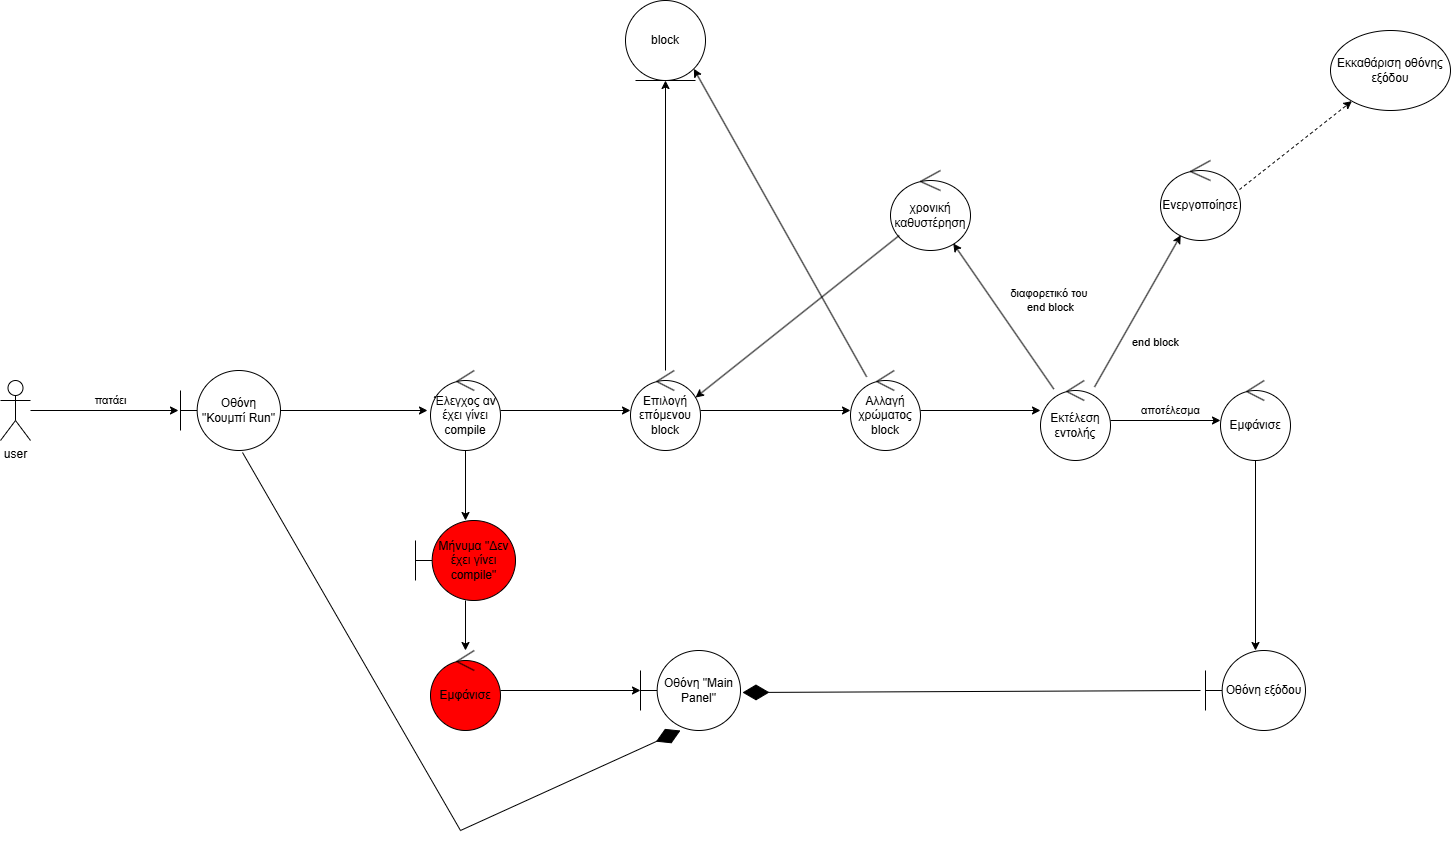 block
Εκκαθάριση οθόνης
εξόδου
χρονική
καθυστέρηση
Ενεργοποίησε
διαφορετικό του
end block
end block
user
πατάει
Οθόνη
"Κουμπί Run"
Έλεγχος αν
έχει γίνει
compile
Επιλογή
επόμενου
block
Αλλαγή
χρώματος
block
Εκτέλεση
εντολής
αποτέλεσμα
Εμφάνισε
Μήνυμα "Δεν
έχει γίνει
compile"
Εμφάνισε
Οθόνη "Main
Panel"
Οθόνη εξόδου